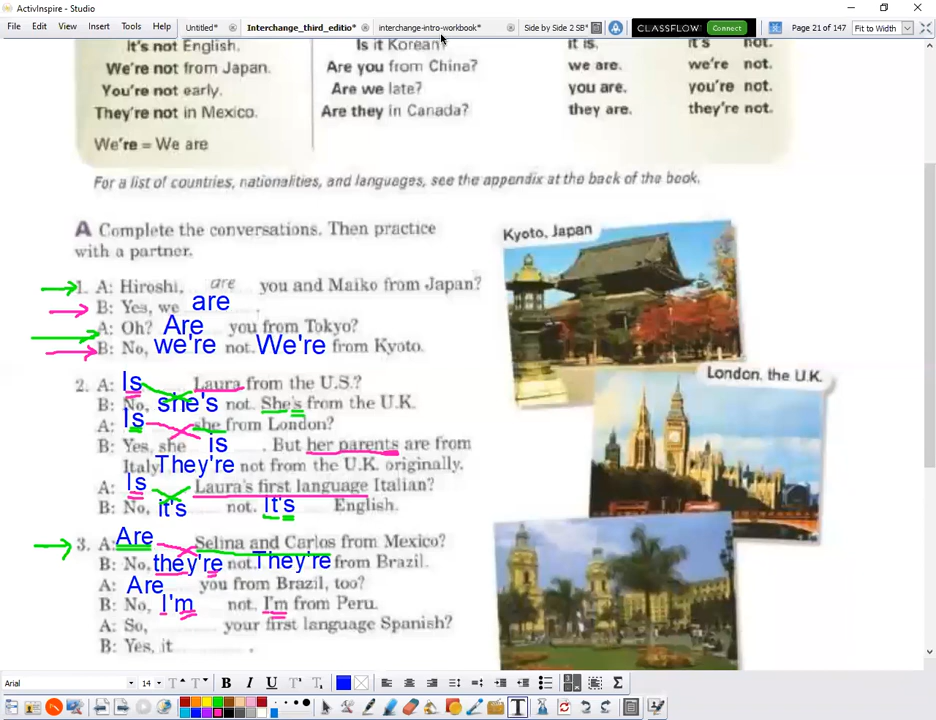 ActivInspire - Studio
File Edit View Insert Tools Help Untitled* Interchange_third_editio* interchange-intro-workbook* Side by Side 2 SB* CLASSFLOW Connect Page 21 of 147 Fit to Width
It's not English. Is it Korean? it is. it's not.
We're not from Japan. Are you from China? we are. we're not.
You're not early. Are we late? you are. you're not.
They're not in Mexico. Are they in Canada? they are. they're not.
We're = We are
For a list of countries, nationalities, and languages, see the appendix at the back of the book.
A Complete the conversations. Then practice
with a partner.
1. A: Hiroshi, are you and Maiko from Japan?
B: Yes, we are .
A: Oh? Are you from Tokyo?
B: No, we're not. We're from Kyoto.
2. A: Is Laura from the U.S.?
B: No, she's not. She's from the U.K.
A: Is she from London?
B: Yes, she is . But her parents are from
Italy. They're not from the U.K. originally.
A: Is Laura's first language Italian?
B: No, it's not. It's English.
3. A: Are Selina and Carlos from Mexico?
B: No, they're not. They're from Brazil.
A: Are you from Brazil, too?
B: No, I'm not. I'm from Peru.
A: So, your first language Spanish?
B: Yes, it .
Kyoto, Japan
London, the U.K.
Arial 14 B I U